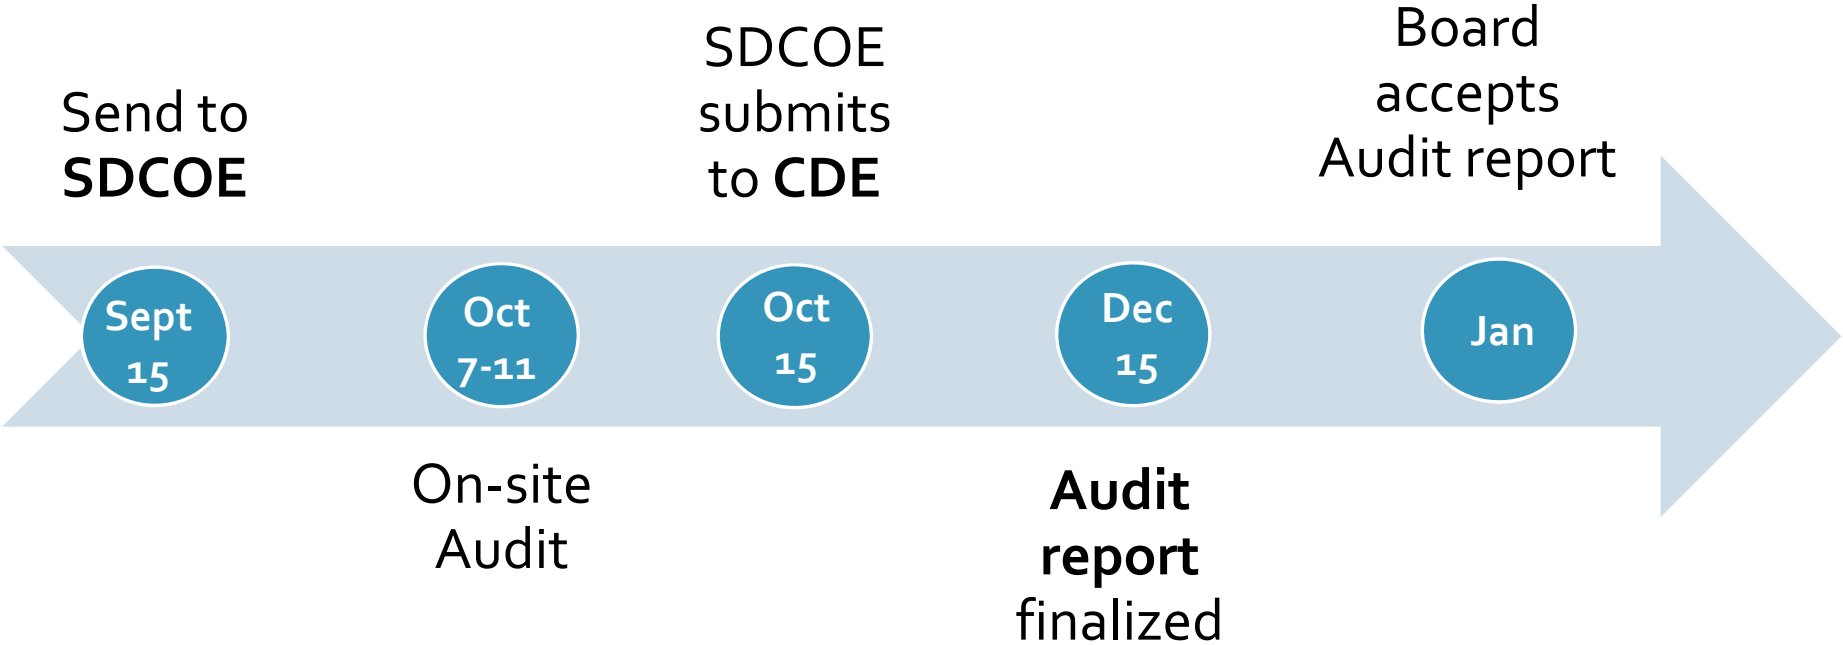 Send to
SDCOE
Sept
15
Oct
7-11
On-site
Audit
SDCOE
submits
to CDE
Oct
15
Dec
15
Audit
report
finalized
Board
accepts
Audit report
Jan